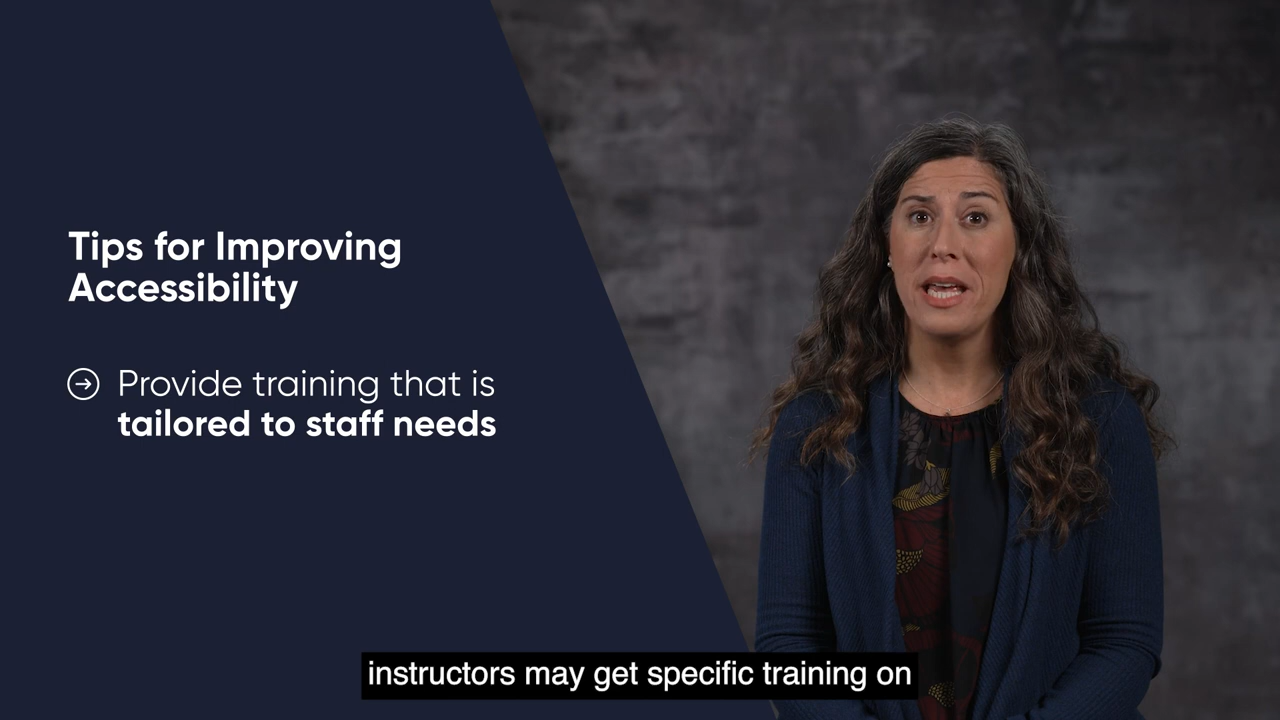 Tips for Improving
Accessibility
Provide training that is
tailored to staff needs
instructors may get specific training on